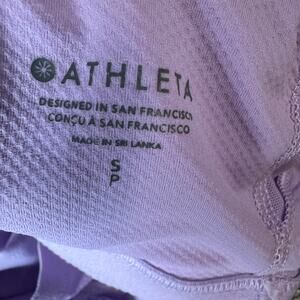 ATHLETA
DESIGNED IN SAN FRANCISCO
CONÇU À SAN FRANCISCO
MADE IN SRI LANKA
S
P